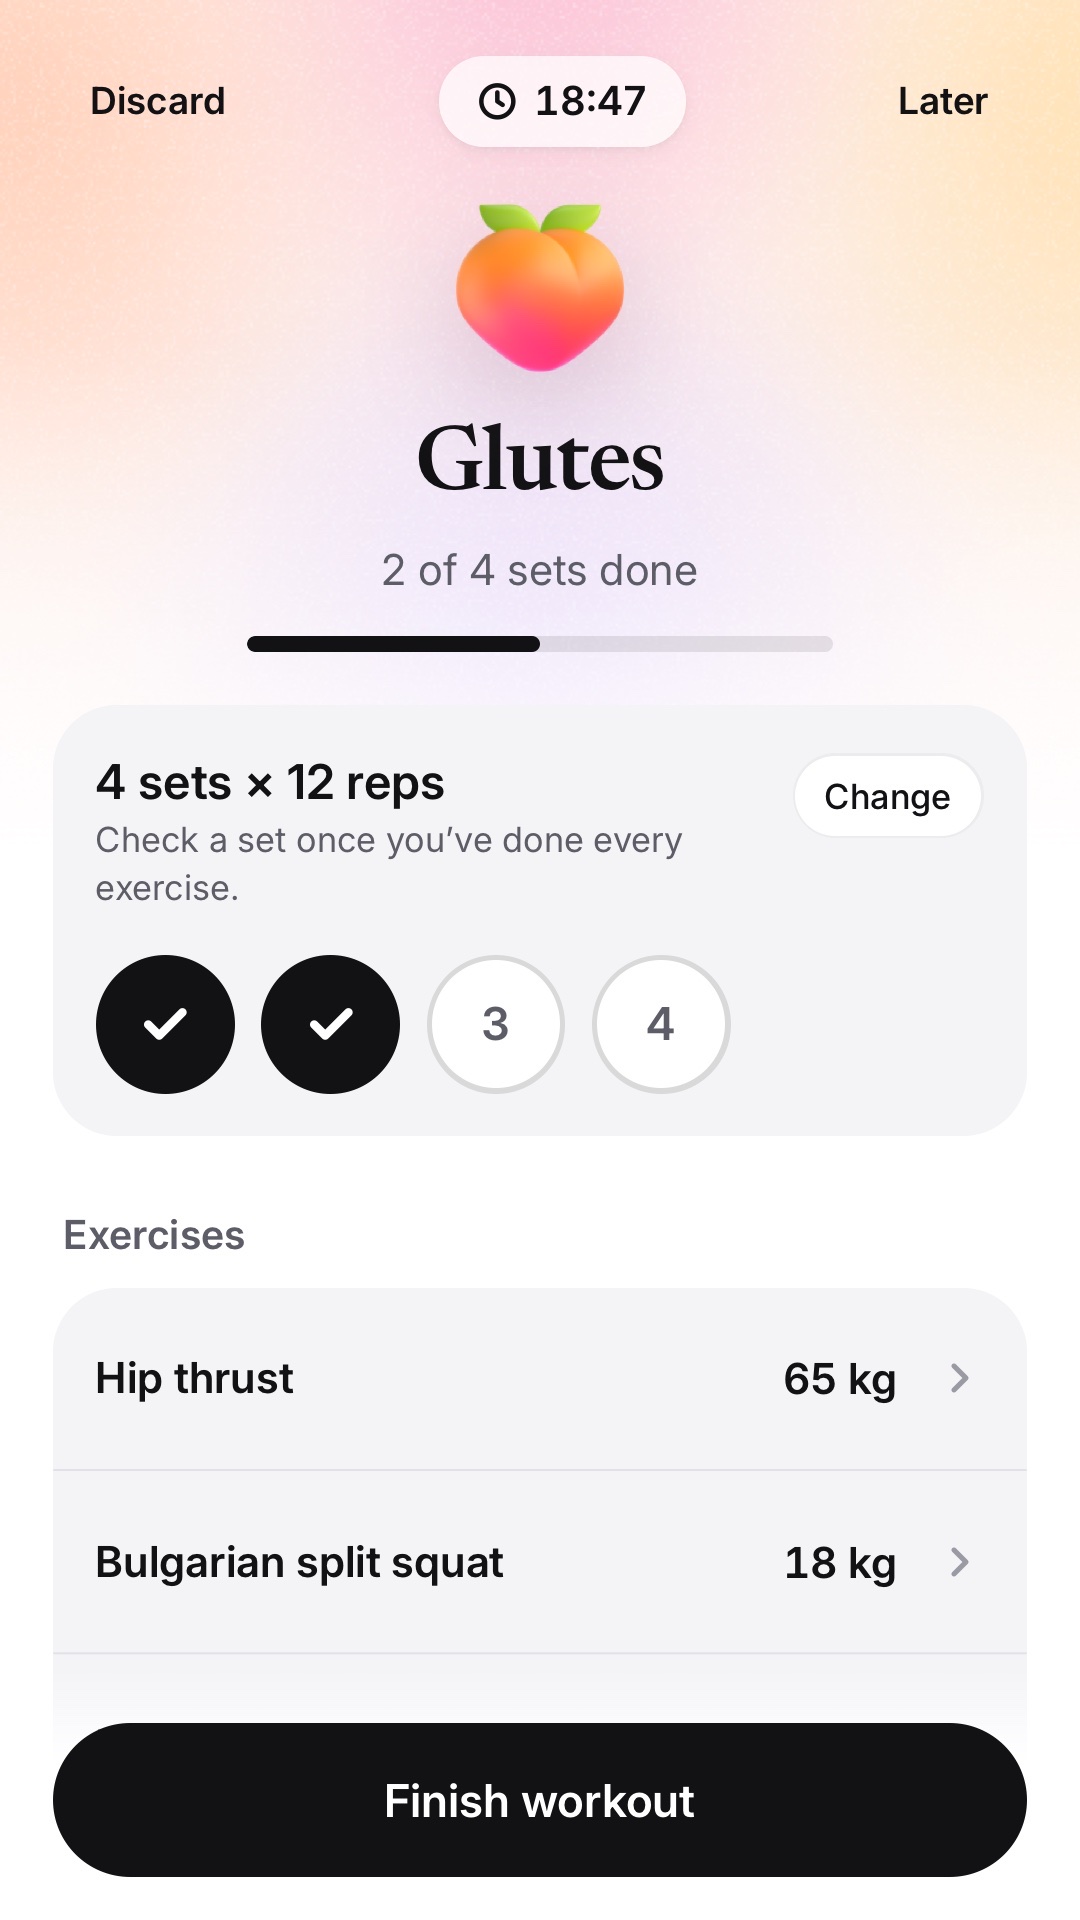 Discard
18:47
Later
Glutes
2 of 4 sets done
4 sets × 12 reps
Change
Check a set once you’ve done every
exercise.
3
4
Exercises
Hip thrust
65 kg
Bulgarian split squat
18 kg
Finish workout